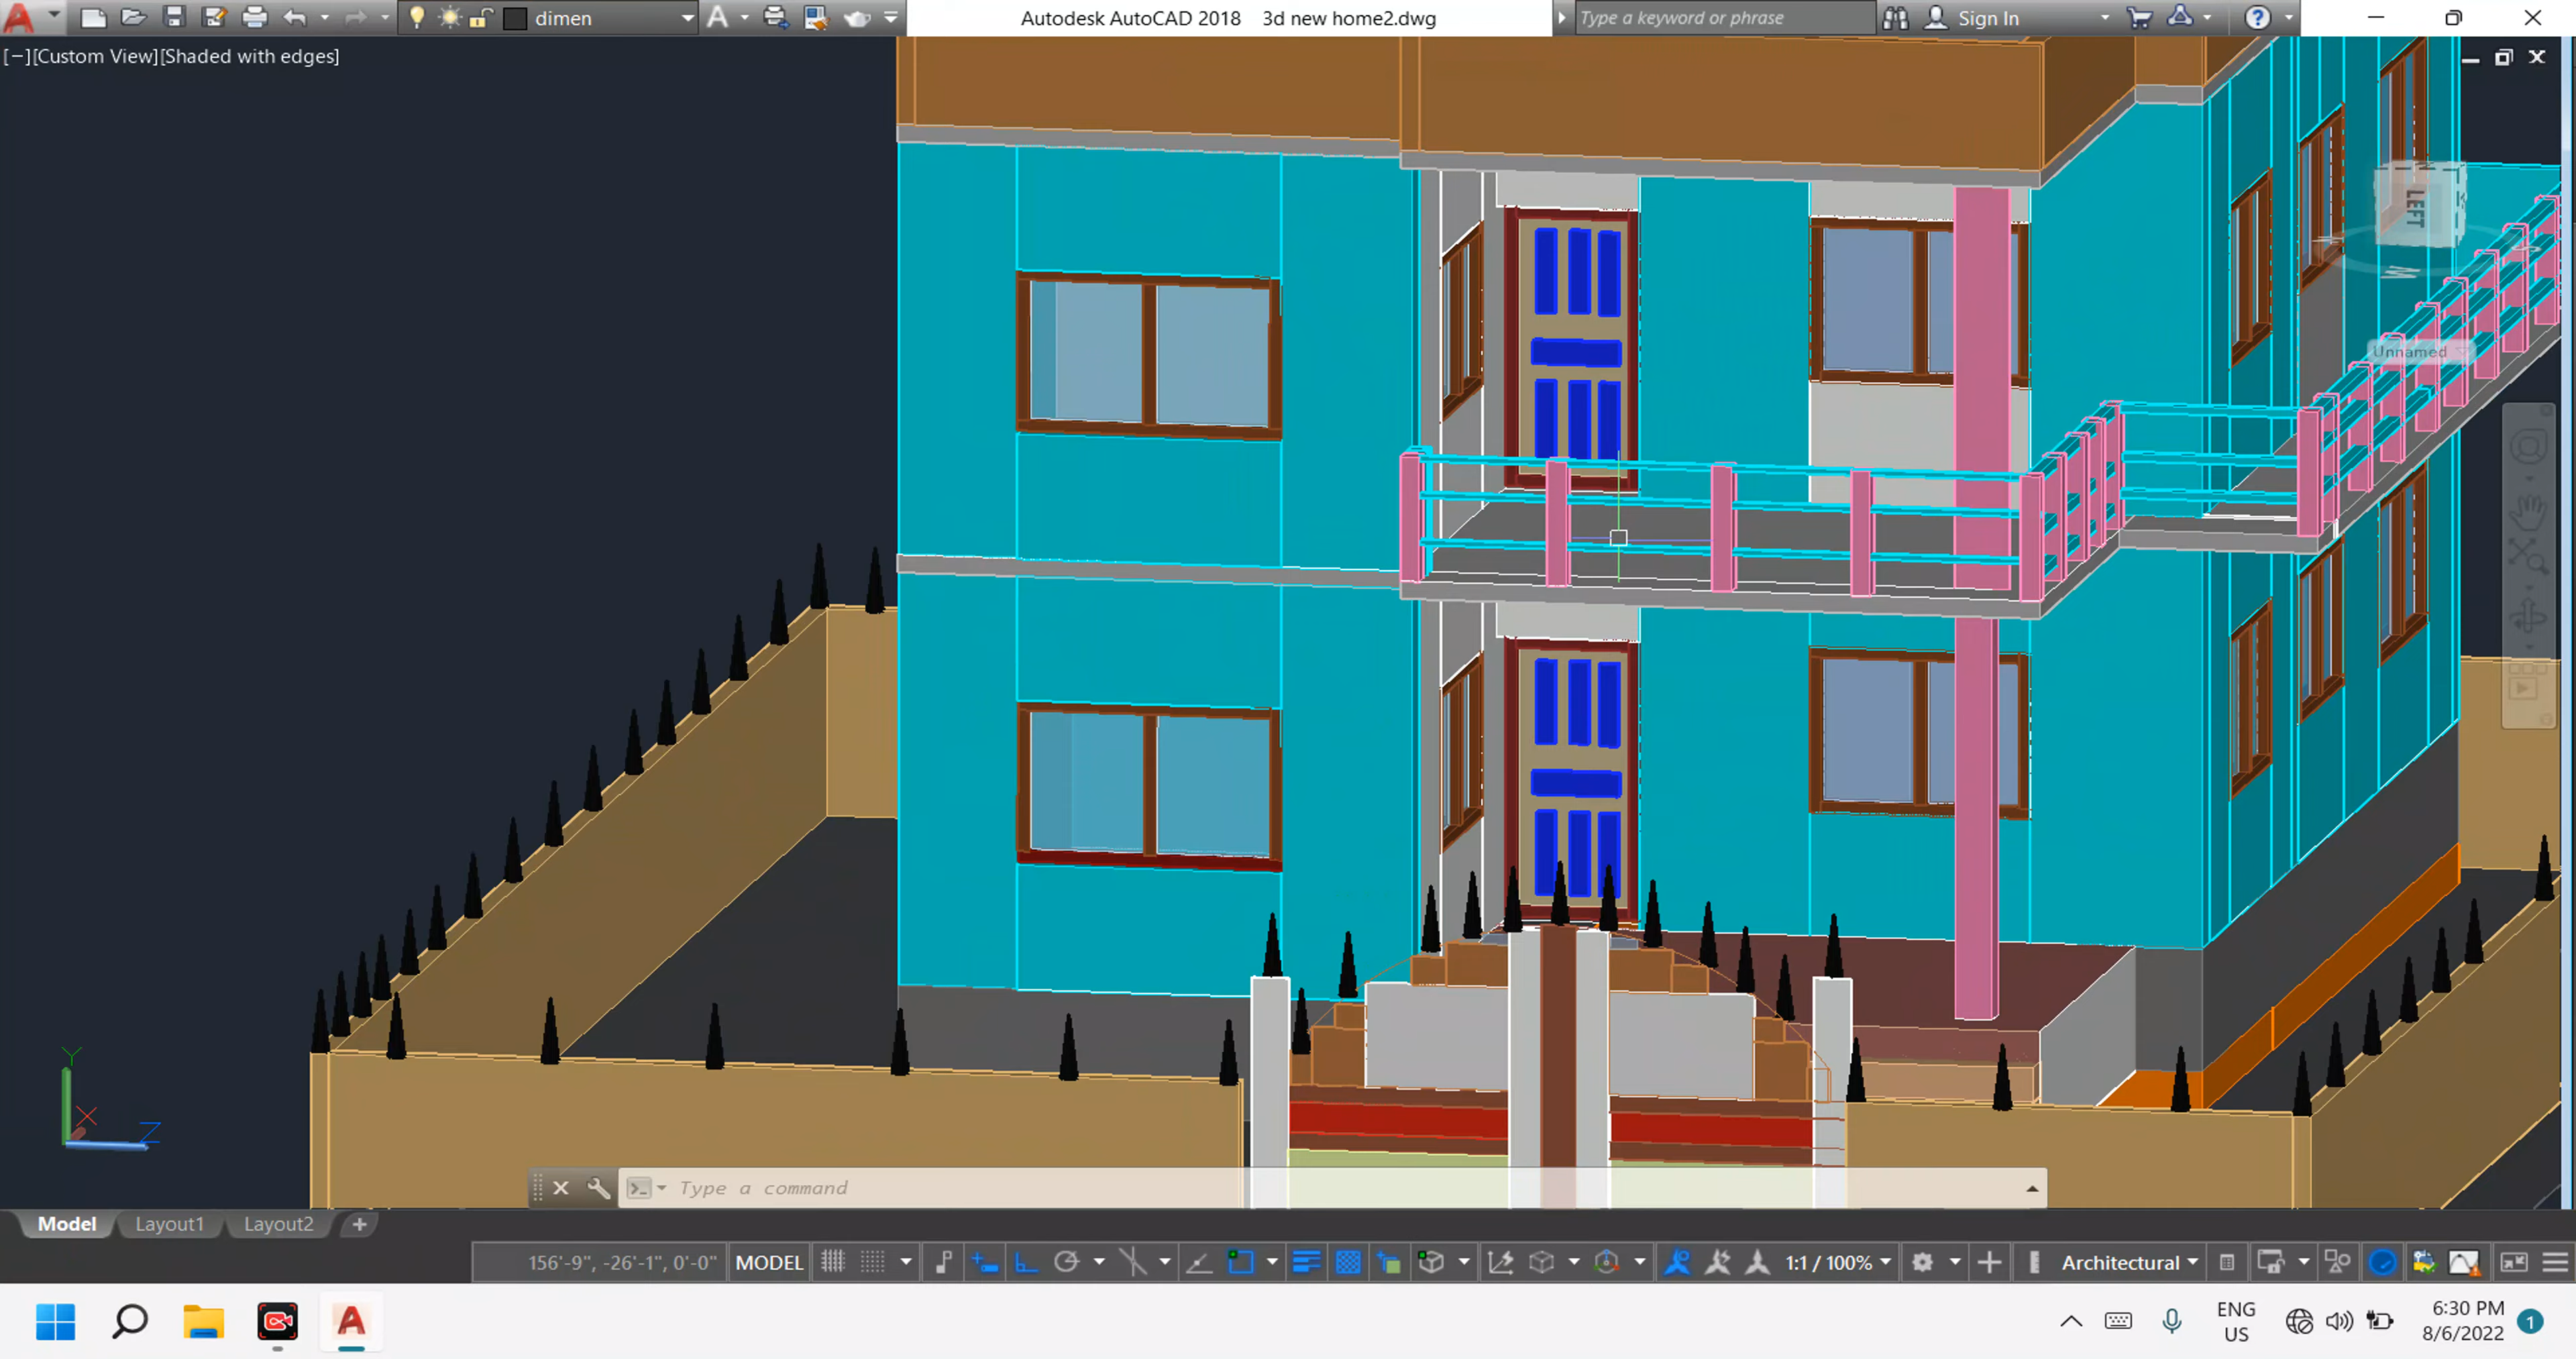 dimen
Autodesk AutoCAD 2018 3d new home2.dwg
Type a keyword or phrase
Sign In
[−][Custom View][Shaded with edges]
LEFT
W
Unnamed
Y
X
Z
Type a command
Model
Layout1
Layout2
156'-9", -26'-1", 0'-0"
MODEL
1:1 / 100%
Architectural
ENG
US
6:30 PM
8/6/2022
1